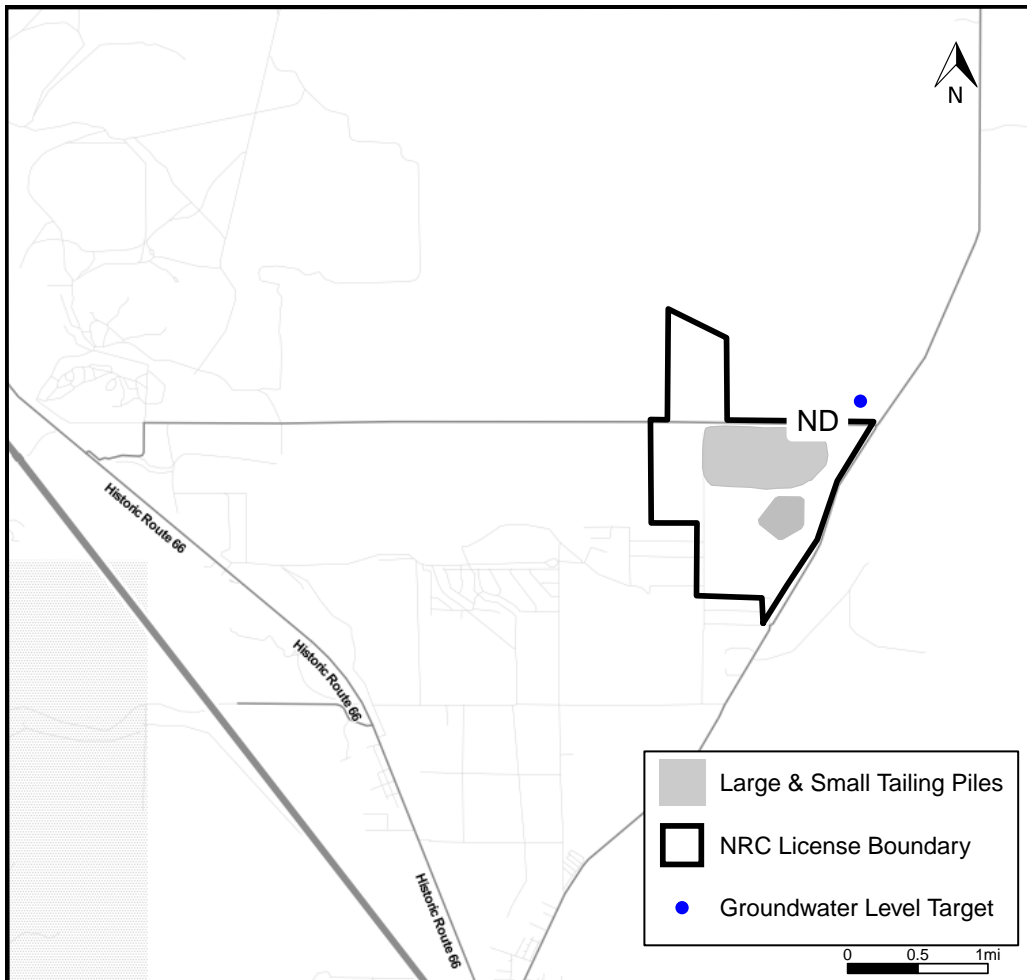 N
ND
Historic Route 66
Historic Route 66
Historic Route 66
Large & Small Tailing Piles
NRC License Boundary
Groundwater Level Target
0 0.5 1mi